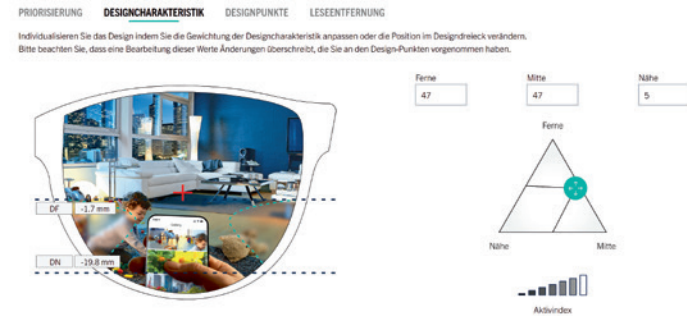 PRIORISIERUNG DESIGNCHARAKTERISTIK DESIGNPUNKTE LESEENTFERNUNG
Individualisieren Sie das Design indem Sie die Gewichtung der Designcharakteristik anpassen oder die Position im Designdreieck verändern.
Bitte beachten Sie, dass eine Bearbeitung dieser Werte Änderungen überschreibt, die Sie an den Design-Punkten vorgenommen haben.
Ferne Mitte Nähe
47 47 5
Ferne
DF -1.7 mm
Nähe Mitte
DN -19.8 mm
Aktivindex